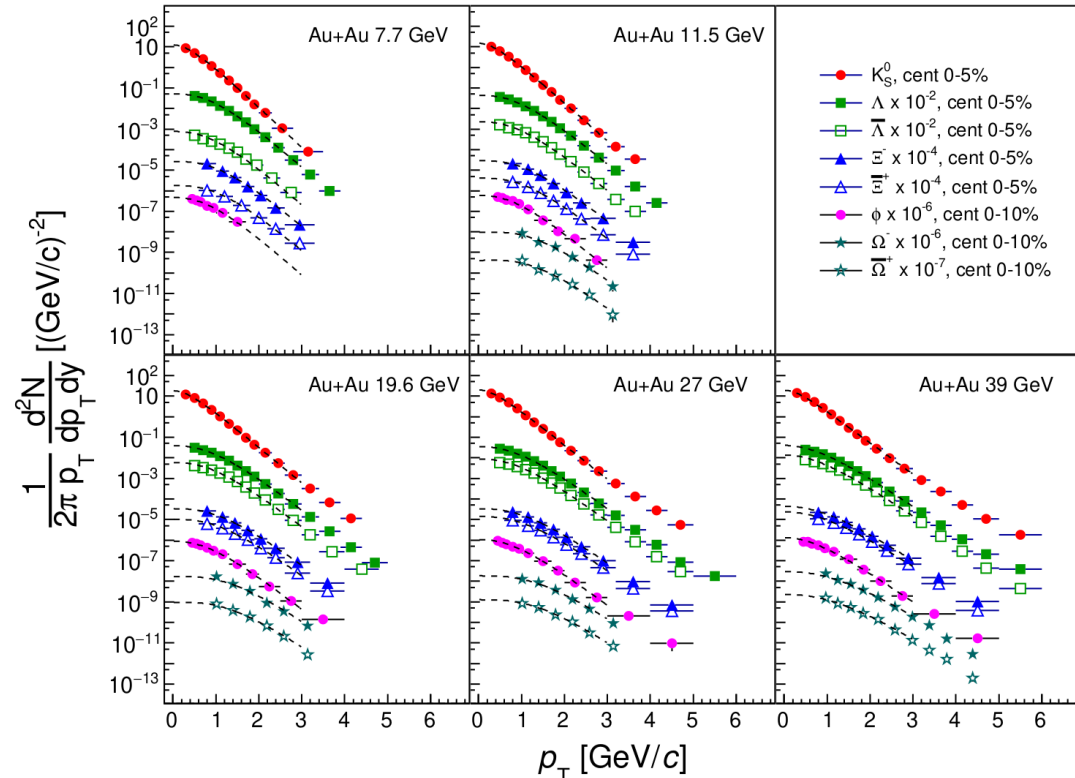 Au+Au 7.7 GeV
Au+Au 11.5 GeV
10²
10
10⁻¹
10⁻³
10⁻⁵
10⁻⁷
10⁻⁹
10⁻¹¹
10⁻¹³
K⁰_S, cent 0-5%
Λ x 10⁻², cent 0-5%
Λ̅ x 10⁻², cent 0-5%
Ξ⁻ x 10⁻⁴, cent 0-5%
Ξ̅⁺ x 10⁻⁴, cent 0-5%
ϕ x 10⁻⁶, cent 0-10%
Ω⁻ x 10⁻⁶, cent 0-10%
Ω̅⁺ x 10⁻⁷, cent 0-10%
1/(2π p_T) d²N/(dp_T dy) [(GeV/c)⁻²]
Au+Au 19.6 GeV
Au+Au 27 GeV
Au+Au 39 GeV
10²
10
10⁻¹
10⁻³
10⁻⁵
10⁻⁷
10⁻⁹
10⁻¹¹
10⁻¹³
0 1 2 3 4 5 6
0 1 2 3 4 5 6
0 1 2 3 4 5 6
p_T [GeV/c]